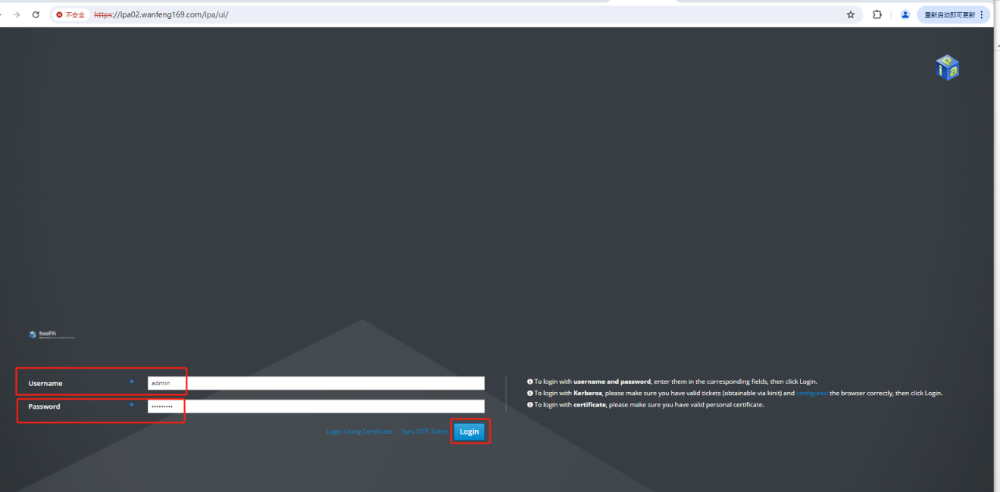 不安全 https://ipa02.wanfeng169.com/ipa/ui/ 重新启动即可更新
ipa
freeIPA
Username * admin
Password * •••••••••
To login with username and password, enter them in the corresponding fields, then click Login.
To login with Kerberos, please make sure you have valid tickets (obtainable via kinit) and configured the browser correctly, then click Login.
To login with certificate, please make sure you have valid personal certificate.
Login Using Certificate Sync OTP Token Login